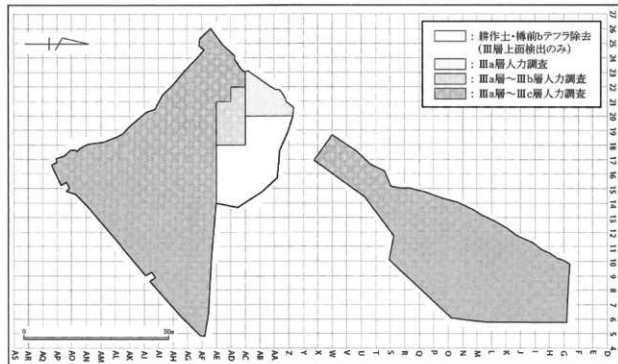 : 耕作土・樽前bテフラ除去
(Ⅲ層上面検出のみ)
: Ⅲa層人力調査
: Ⅲa層～Ⅲb層人力調査
: Ⅲa層～Ⅲc層人力調査
27
26
25
24
23
22
21
20
19
18
17
16
15
14
13
12
11
10
9
8
7
6
5
4
0
AS
AR
AQ
AP
AO
AN
AM
AL
AK
AJ
AI
AH
AG
AF
AE
AD
AC
AB
AA
Z
Y
X
W
V
U
T
S
R
Q
P
O
N
M
L
K
J
I
H
G
F
E
D